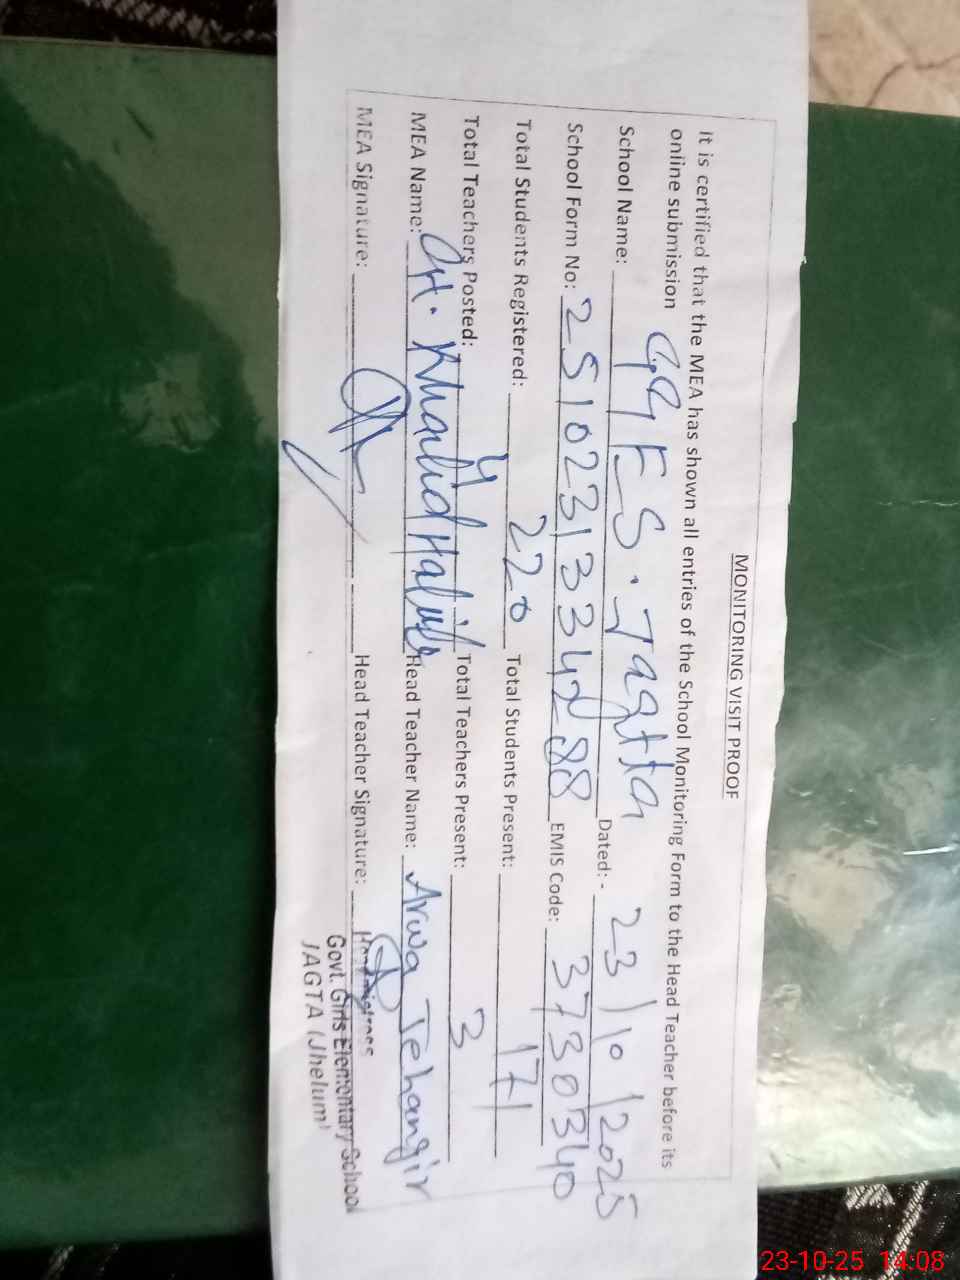 MONITORING VISIT PROOF
It is certified that the MEA has shown all entries of the School Monitoring Form to the Head Teacher before its
online submission
School Name: GGES. Jagtta Dated: - 23/10/2025
School Form No: 25102313334288 EMIS Code: 37330340
Total Students Registered: 220 Total Students Present: 171
Total Teachers Posted: 4 Total Teachers Present: 3
MEA Name: Ch. Khalid Head Teacher Name: Arwa Jehangir
MEA Signature: Head Teacher Signature:
Headmistress
Govt. Girls Elementary School
JAGTA (Jhelum)
23-10-25 14:08